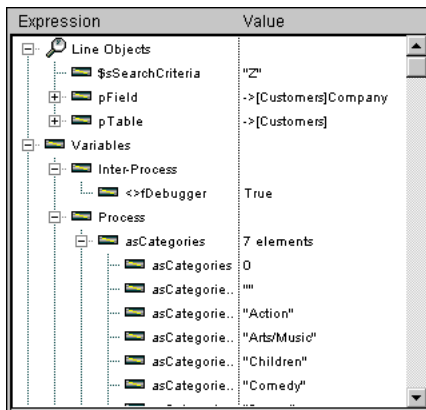 Expression Value
Line Objects
$sSearchCriteria "Z"
pField ->[Customers]Company
pTable ->[Customers]
Variables
Inter-Process
<>fDebugger True
Process
asCategories 7 elements
asCategories 0
asCategorie.. ""
asCategorie.. "Action"
asCategorie.. "Arts/Music"
asCategorie.. "Children"
asCategorie.. "Comedy"